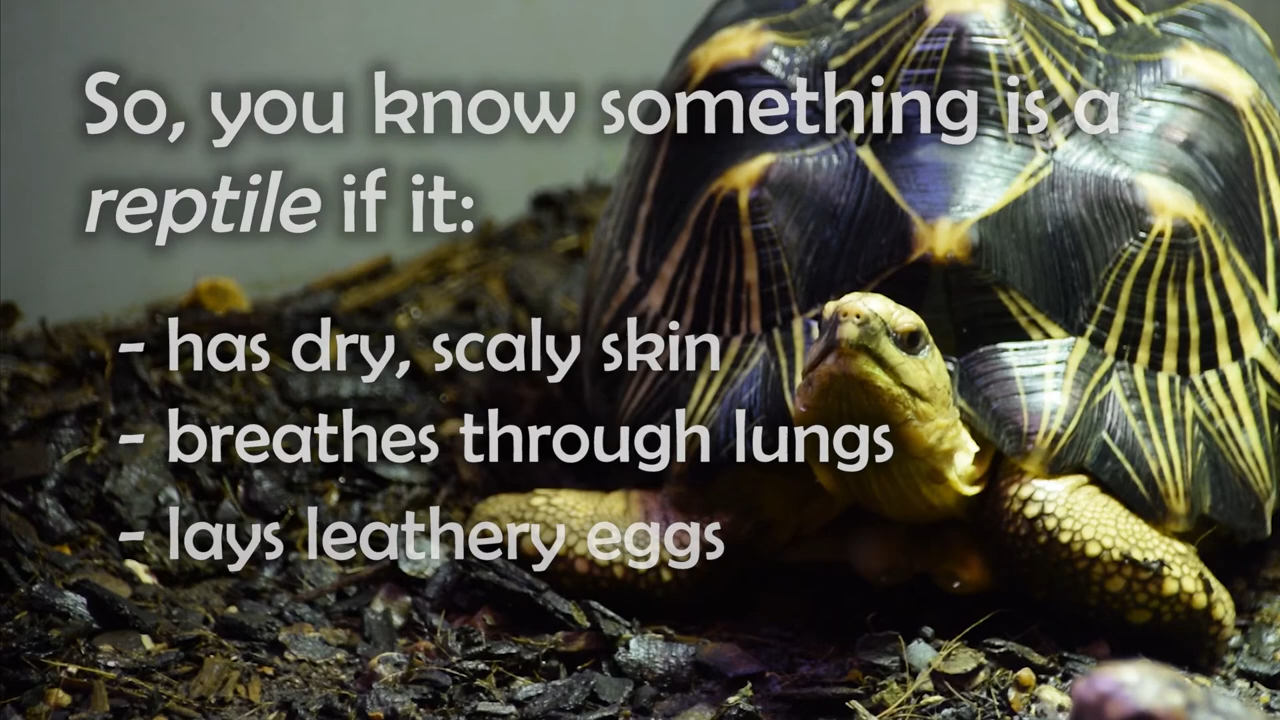 So, you know something is a
reptile if it:
- has dry, scaly skin
- breathes through lungs
- lays leathery eggs